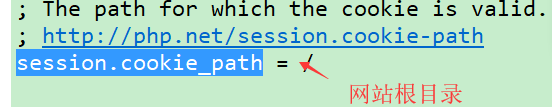 ; The path for which the cookie is valid.
; http://php.net/session.cookie-path
session.cookie_path = /
网站根目录